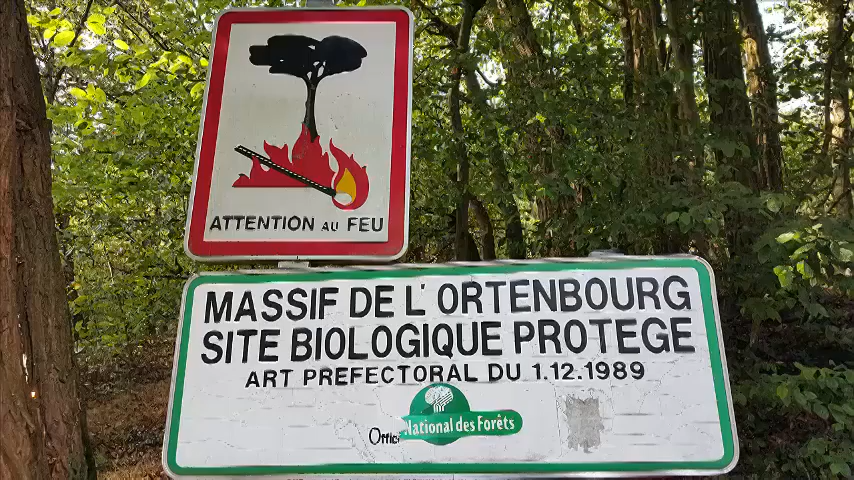 ATTENTION AU FEU
MASSIF DE L'ORTENBOURG
SITE BIOLOGIQUE PROTEGE
ART PREFECTORAL DU 1.12.1989
Office National des Forêts